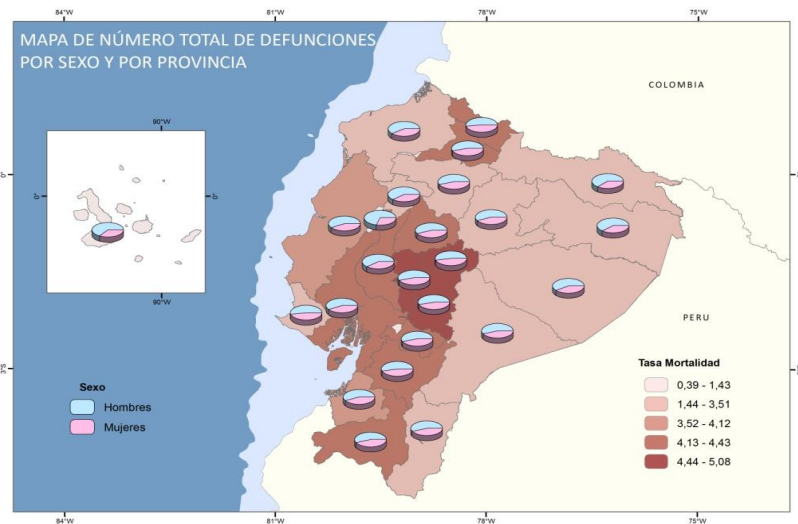 84°W
81°W
78°W
75°W
MAPA DE NÚMERO TOTAL DE DEFUNCIONES
POR SEXO Y POR PROVINCIA
COLOMBIA
90°W
0°
0°
0°
90°W
PERU
3°S
Sexo
Hombres
Mujeres
Tasa Mortalidad
0,39 - 1,43
1,44 - 3,51
3,52 - 4,12
4,13 - 4,43
4,44 - 5,08
84°W
81°W
78°W
75°W